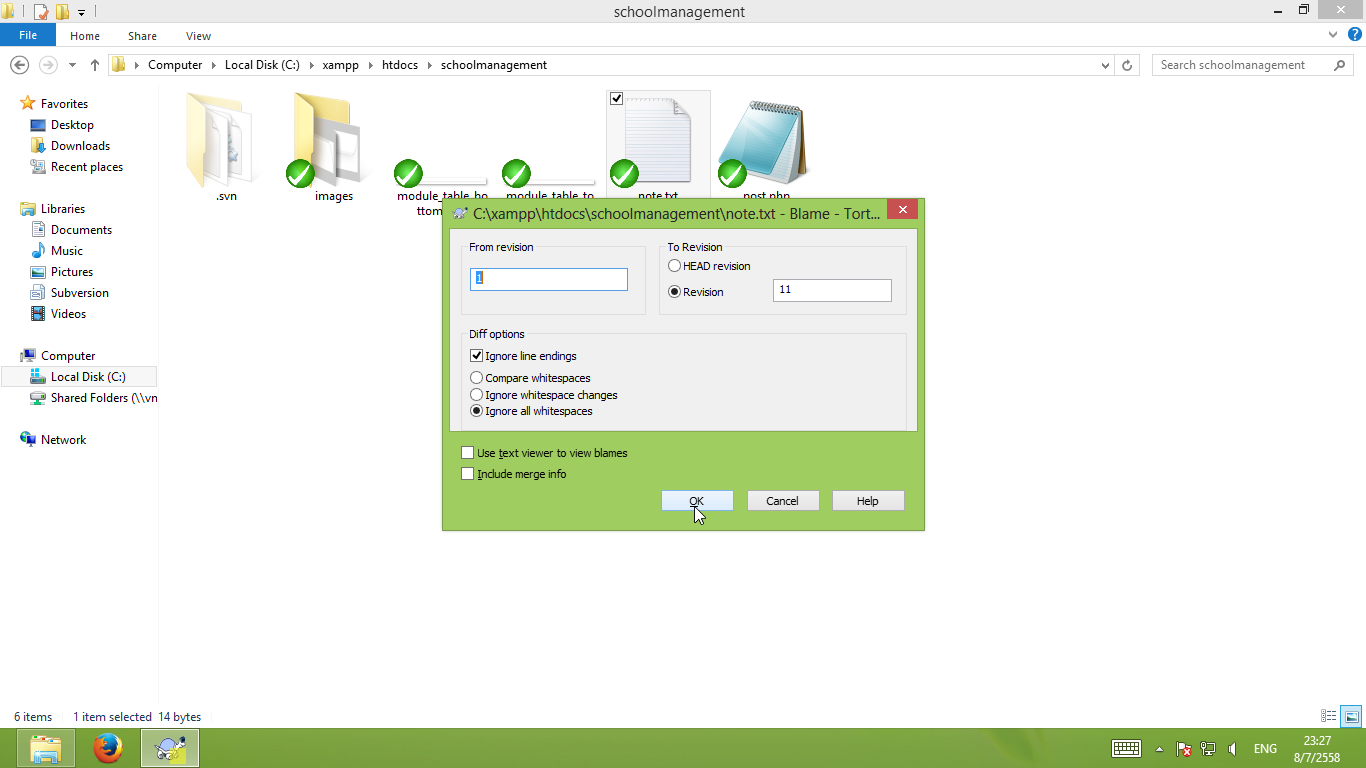 schoolmanagement
File
Home
Share
View
Computer
Local Disk (C:)
xampp
htdocs
schoolmanagement
Search schoolmanagement
Favorites
Desktop
Downloads
Recent places
Libraries
Documents
Music
Pictures
Subversion
Videos
Computer
Local Disk (C:)
Shared Folders (\\vn
Network
.svn
images
module_table_bo
ttom
module_table_to
note.txt
post.php
C:\xampp\htdocs\schoolmanagement\note.txt - Blame - Tort...
From revision
1
To Revision
HEAD revision
Revision
11
Diff options
Ignore line endings
Compare whitespaces
Ignore whitespace changes
Ignore all whitespaces
Use text viewer to view blames
Include merge info
OK
Cancel
Help
6 items
1 item selected 14 bytes
ENG
23:27
8/7/2558